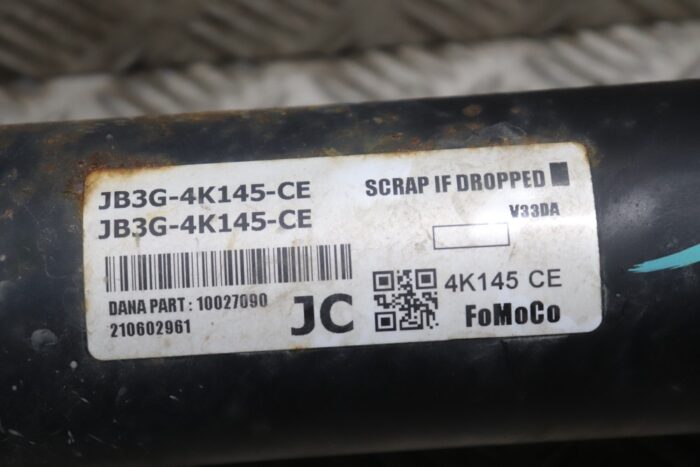 JB3G-4K145-CE
JB3G-4K145-CE
SCRAP IF DROPPED
V33DA
DANA PART : 10027090
210602961
JC
4K145 CE
FoMoCo